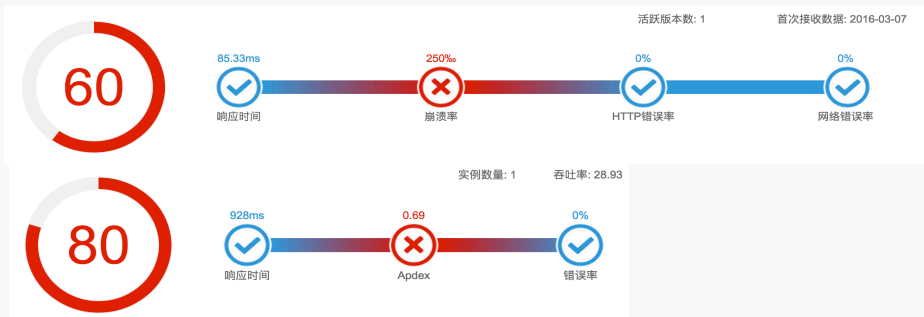 活跃版本数: 1 首次接收数据: 2016-03-07
60
85.33ms 250‰ 0% 0%
响应时间 崩溃率 HTTP错误率 网络错误率
实例数量: 1 吞吐率: 28.93
80
928ms 0.69 0%
响应时间 Apdex 错误率